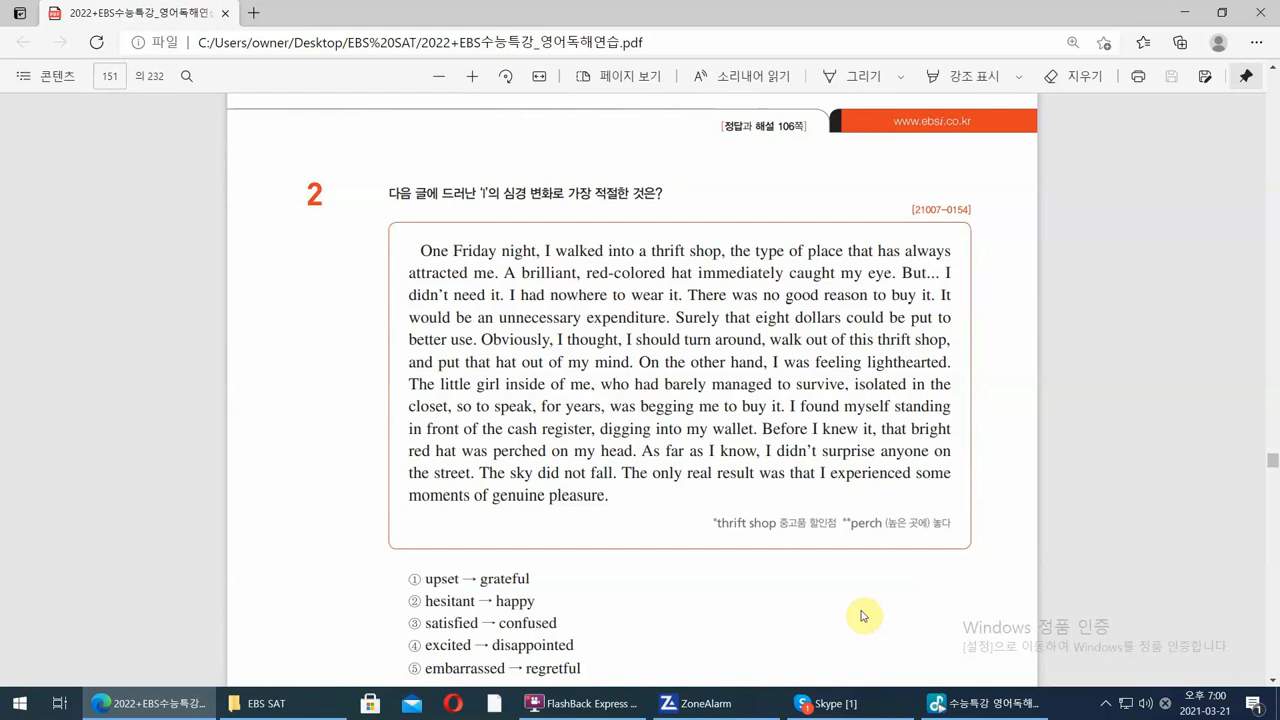 2022+EBS수능특강_영어독해연습
파일 C:/Users/owner/Desktop/EBS%20SAT/2022+EBS수능특강_영어독해연습.pdf
콘텐츠 151 의 232 페이지 보기 소리내어 읽기 그리기 강조 표시 지우기
[정답과 해설 106쪽] www.ebsi.co.kr
2 다음 글에 드러난 ‘I’의 심경 변화로 가장 적절한 것은?
[21007-0154]
One Friday night, I walked into a thrift shop, the type of place that has always
attracted me. A brilliant, red-colored hat immediately caught my eye. But... I
didn’t need it. I had nowhere to wear it. There was no good reason to buy it. It
would be an unnecessary expenditure. Surely that eight dollars could be put to
better use. Obviously, I thought, I should turn around, walk out of this thrift shop,
and put that hat out of my mind. On the other hand, I was feeling lighthearted.
The little girl inside of me, who had barely managed to survive, isolated in the
closet, so to speak, for years, was begging me to buy it. I found myself standing
in front of the cash register, digging into my wallet. Before I knew it, that bright
red hat was perched on my head. As far as I know, I didn’t surprise anyone on
the street. The sky did not fall. The only real result was that I experienced some
moments of genuine pleasure.
*thrift shop 중고품 할인점 **perch (높은 곳에) 놓다
① upset → grateful
② hesitant → happy
③ satisfied → confused
④ excited → disappointed
⑤ embarrassed → regretful
Windows 정품 인증
[설정]으로 이동하여 Windows를 정품 인증합니다.
2022+EBS수능특강_영... EBS SAT FlashBack Express ... ZoneAlarm Skype [1] 수능특강 영어독해... 오후 7:00
2021-03-21